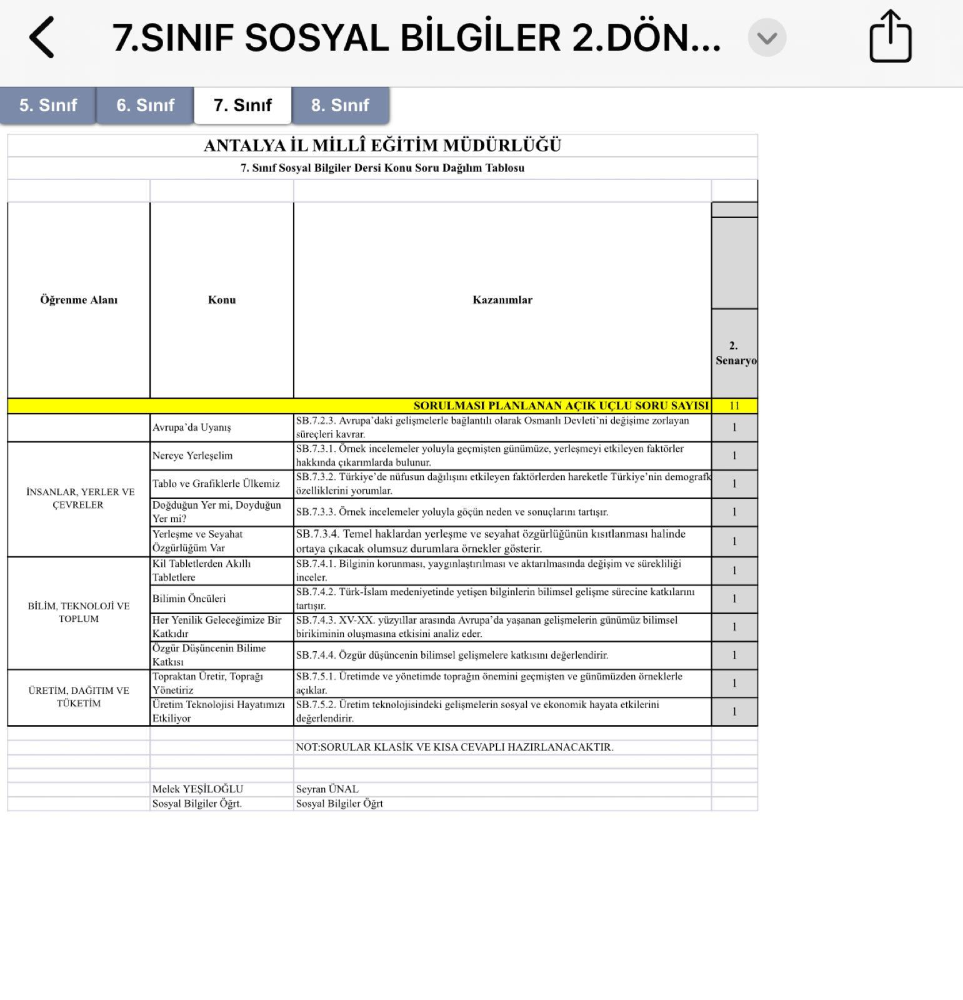 7.SINIF SOSYAL BİLGİLER 2.DÖN...
5. Sınıf
6. Sınıf
7. Sınıf
8. Sınıf
ANTALYA İL MİLLÎ EĞİTİM MÜDÜRLÜĞÜ
7. Sınıf Sosyal Bilgiler Dersi Konu Soru Dağılım Tablosu
Öğrenme Alanı
Konu
Kazanımlar
2.
Senaryo
SORULMASI PLANLANAN AÇIK UÇLU SORU SAYISI
11
Avrupa’da Uyanış
SB.7.2.3. Avrupa’daki gelişmelerle bağlantılı olarak Osmanlı Devleti’ni değişime zorlayan
süreçleri kavrar.
1
İNSANLAR, YERLER VE
ÇEVRELER
Nereye Yerleşelim
SB.7.3.1. Örnek incelemeler yoluyla geçmişten günümüze, yerleşmeyi etkileyen faktörler
hakkında çıkarımlarda bulunur.
1
Tablo ve Grafiklerle Ülkemiz
SB.7.3.2. Türkiye’de nüfusun dağılışını etkileyen faktörlerden hareketle Türkiye’nin demografk
özelliklerini yorumlar.
1
Doğduğun Yer mi, Doyduğun
Yer mi?
SB.7.3.3. Örnek incelemeler yoluyla göçün neden ve sonuçlarını tartışır.
1
Yerleşme ve Seyahat
Özgürlüğüm Var
SB.7.3.4. Temel haklardan yerleşme ve seyahat özgürlüğünün kısıtlanması halinde
ortaya çıkacak olumsuz durumlara örnekler gösterir.
1
BİLİM, TEKNOLOJİ VE
TOPLUM
Kil Tabletlerden Akıllı
Tabletlere
SB.7.4.1. Bilginin korunması, yaygınlaştırılması ve aktarılmasında değişim ve sürekliliği
inceler.
1
Bilimin Öncüleri
SB.7.4.2. Türk-İslam medeniyetinde yetişen bilginlerin bilimsel gelişme sürecine katkılarını
tartışır.
1
Her Yenilik Geleceğimize Bir
Katkıdır
SB.7.4.3. XV-XX. yüzyıllar arasında Avrupa’da yaşanan gelişmelerin günümüz bilimsel
birikiminin oluşmasına etkisini analiz eder.
1
Özgür Düşüncenin Bilime
Katkısı
SB.7.4.4. Özgür düşüncenin bilimsel gelişmelere katkısını değerlendirir.
1
ÜRETİM, DAĞITIM VE
TÜKETİM
Topraktan Üretir, Toprağı
Yönetiriz
SB.7.5.1. Üretimde ve yönetimde toprağın önemini geçmişten ve günümüzden örneklerle
açıklar.
1
Üretim Teknolojisi Hayatımızı
Etkiliyor
SB.7.5.2. Üretim teknolojisindeki gelişmelerin sosyal ve ekonomik hayata etkilerini
değerlendirir.
1
NOT:SORULAR KLASİK VE KISA CEVAPLI HAZIRLANACAKTIR.
Melek YEŞİLOĞLU
Seyran ÜNAL
Sosyal Bilgiler Öğrt.
Sosyal Bilgiler Öğrt